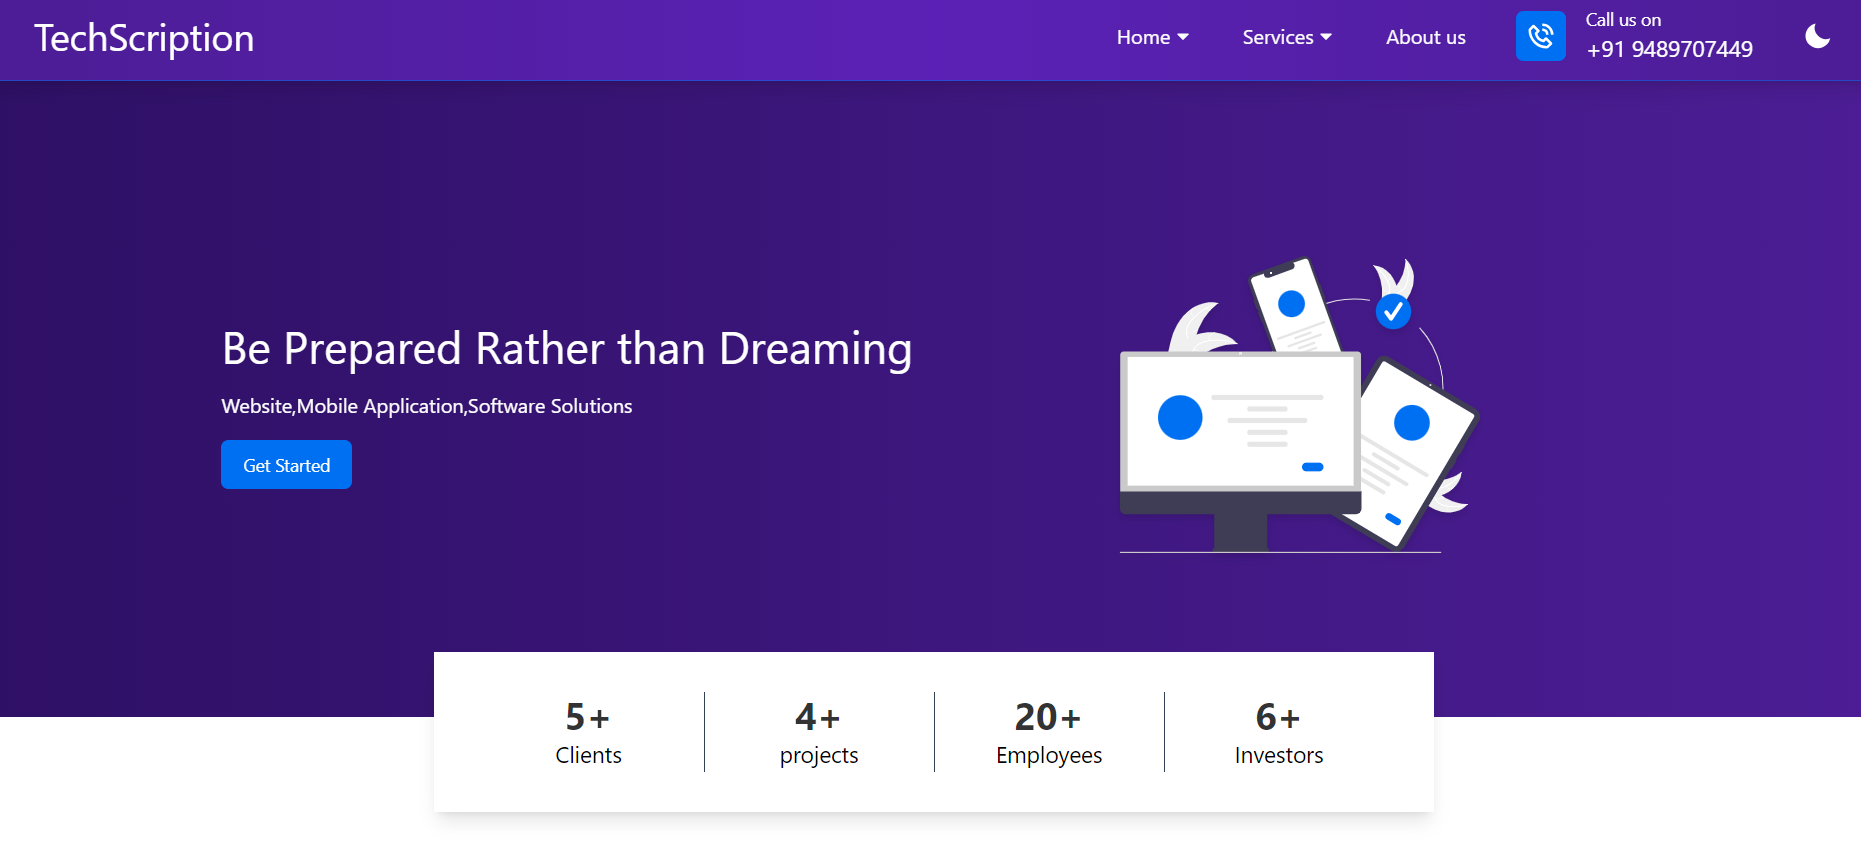 TechScription
Home
Services
About us
Call us on
+91 9489707449
Be Prepared Rather than Dreaming
Website,Mobile Application,Software Solutions
Get Started
5+
Clients
4+
projects
20+
Employees
6+
Investors